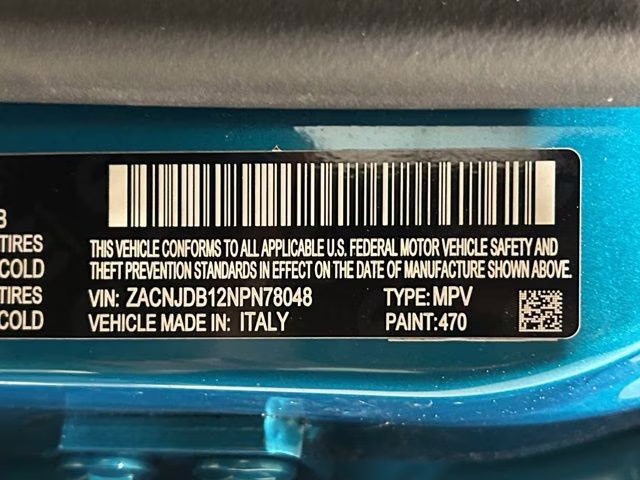 B
TIRES
COLD
TIRES
COLD
THIS VEHICLE CONFORMS TO ALL APPLICABLE U.S. FEDERAL MOTOR VEHICLE SAFETY AND
THEFT PREVENTION STANDARDS IN EFFECT ON THE DATE OF MANUFACTURE SHOWN ABOVE.
VIN: ZACNJDB12NPN78048 TYPE: MPV
VEHICLE MADE IN: ITALY PAINT: 470